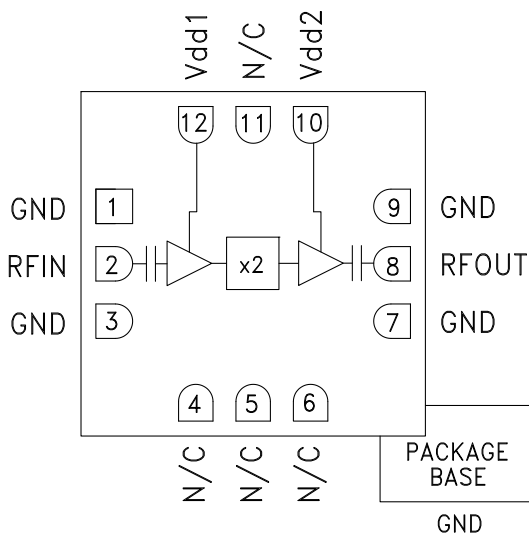 Vdd1
N/C
Vdd2
12
11
10
GND
1
9
GND
RFIN
2
x2
8
RFOUT
GND
3
7
GND
4
5
6
N/C
N/C
N/C
PACKAGE
BASE
GND